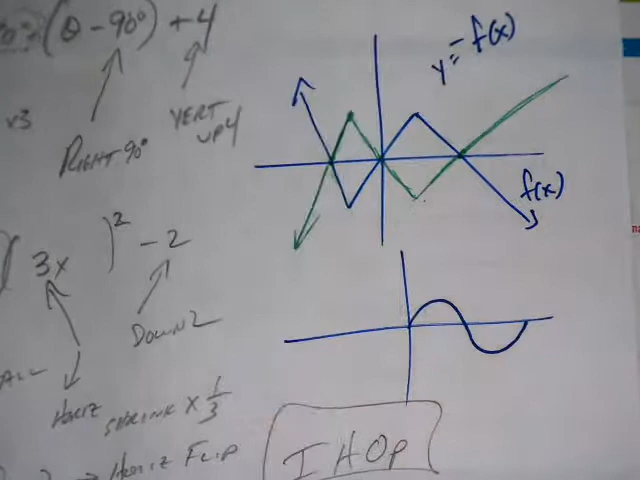 (θ - 90°) + 4
RIGHT 90°
VERT
UP 4
3x )² - 2
DOWN 2
HORIZ SHRINK X 1/3
→ HORIZ FLIP
y = f(x)
f(x)
IHOP